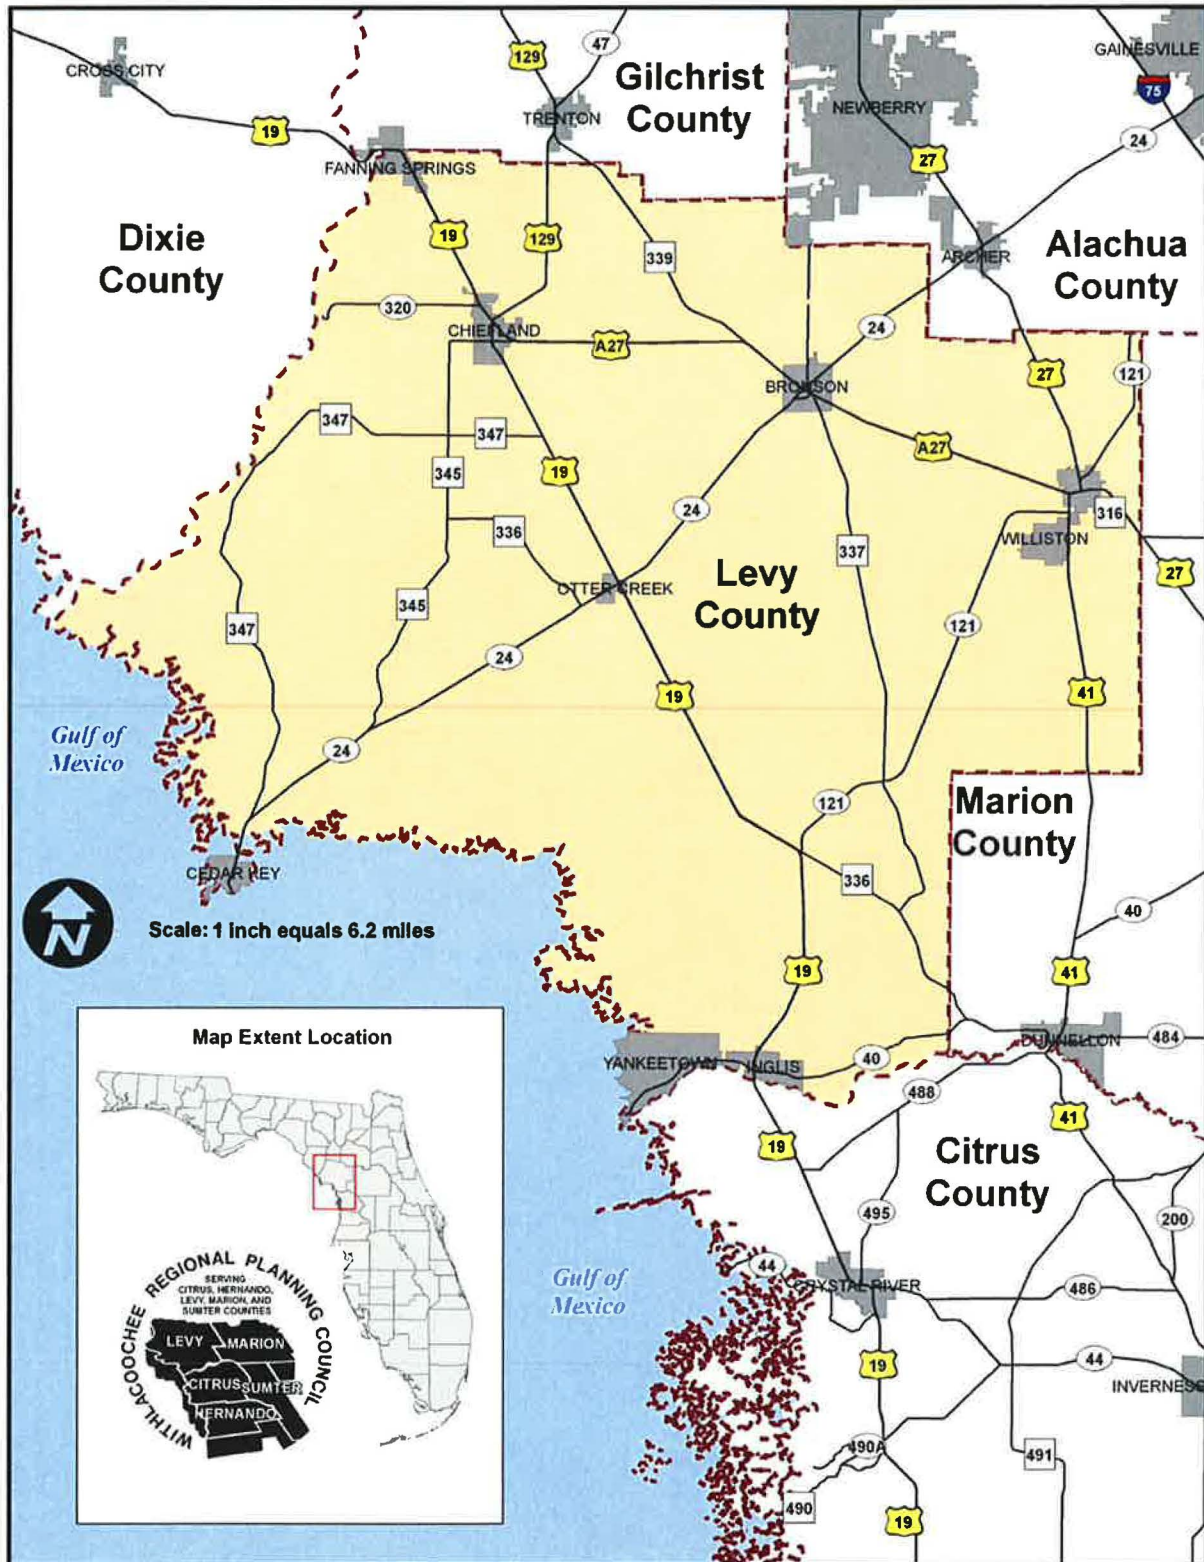 CROSS CITY
129
47
Gilchrist
County
GAINESVILLE
75
TRENTON
NEWBERRY
19
24
FANNING SPRINGS
27
Dixie
County
19
129
339
ARCHER
Alachua
County
320
CHIEFLAND
A27
24
27
121
BRONSON
347
347
A27
345
19
24
316
336
WILLISTON
337
27
OTTER CREEK
Levy
County
345
347
121
24
19
41
Gulf of
Mexico
24
121
Marion
County
CEDAR KEY
336
40
N
Scale: 1 inch equals 6.2 miles
19
41
Map Extent Location
DUNNELLON
484
YANKEETOWN
INGLIS
40
488
41
19
Citrus
County
495
200
44
Gulf of
Mexico
CRYSTAL RIVER
486
WITHLACOOCHEE REGIONAL PLANNING COUNCIL
SERVING
CITRUS, HERNANDO,
LEVY, MARION, AND
SUMTER COUNTIES
LEVY
MARION
CITRUS
SUMTER
HERNANDO
19
44
INVERNESS
490A
491
490
19